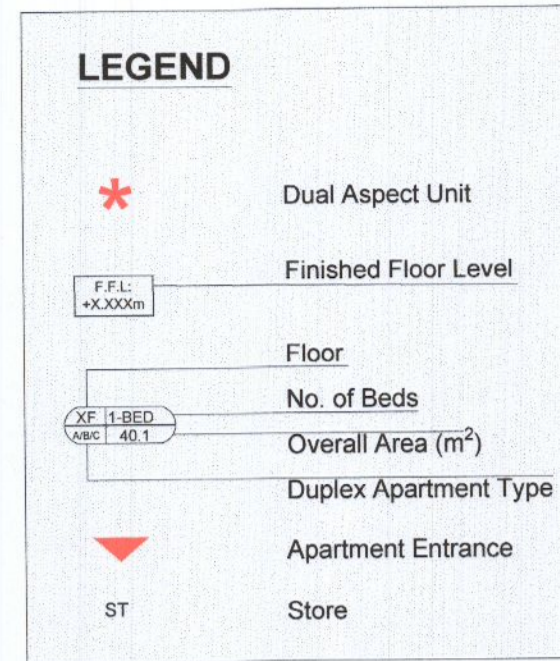 LEGEND
* Dual Aspect Unit
F.F.L: Finished Floor Level
+X.XXXm
Floor
XF 1-BED No. of Beds
A/B/C 40.1 Overall Area (m²)
Duplex Apartment Type
Apartment Entrance
ST Store